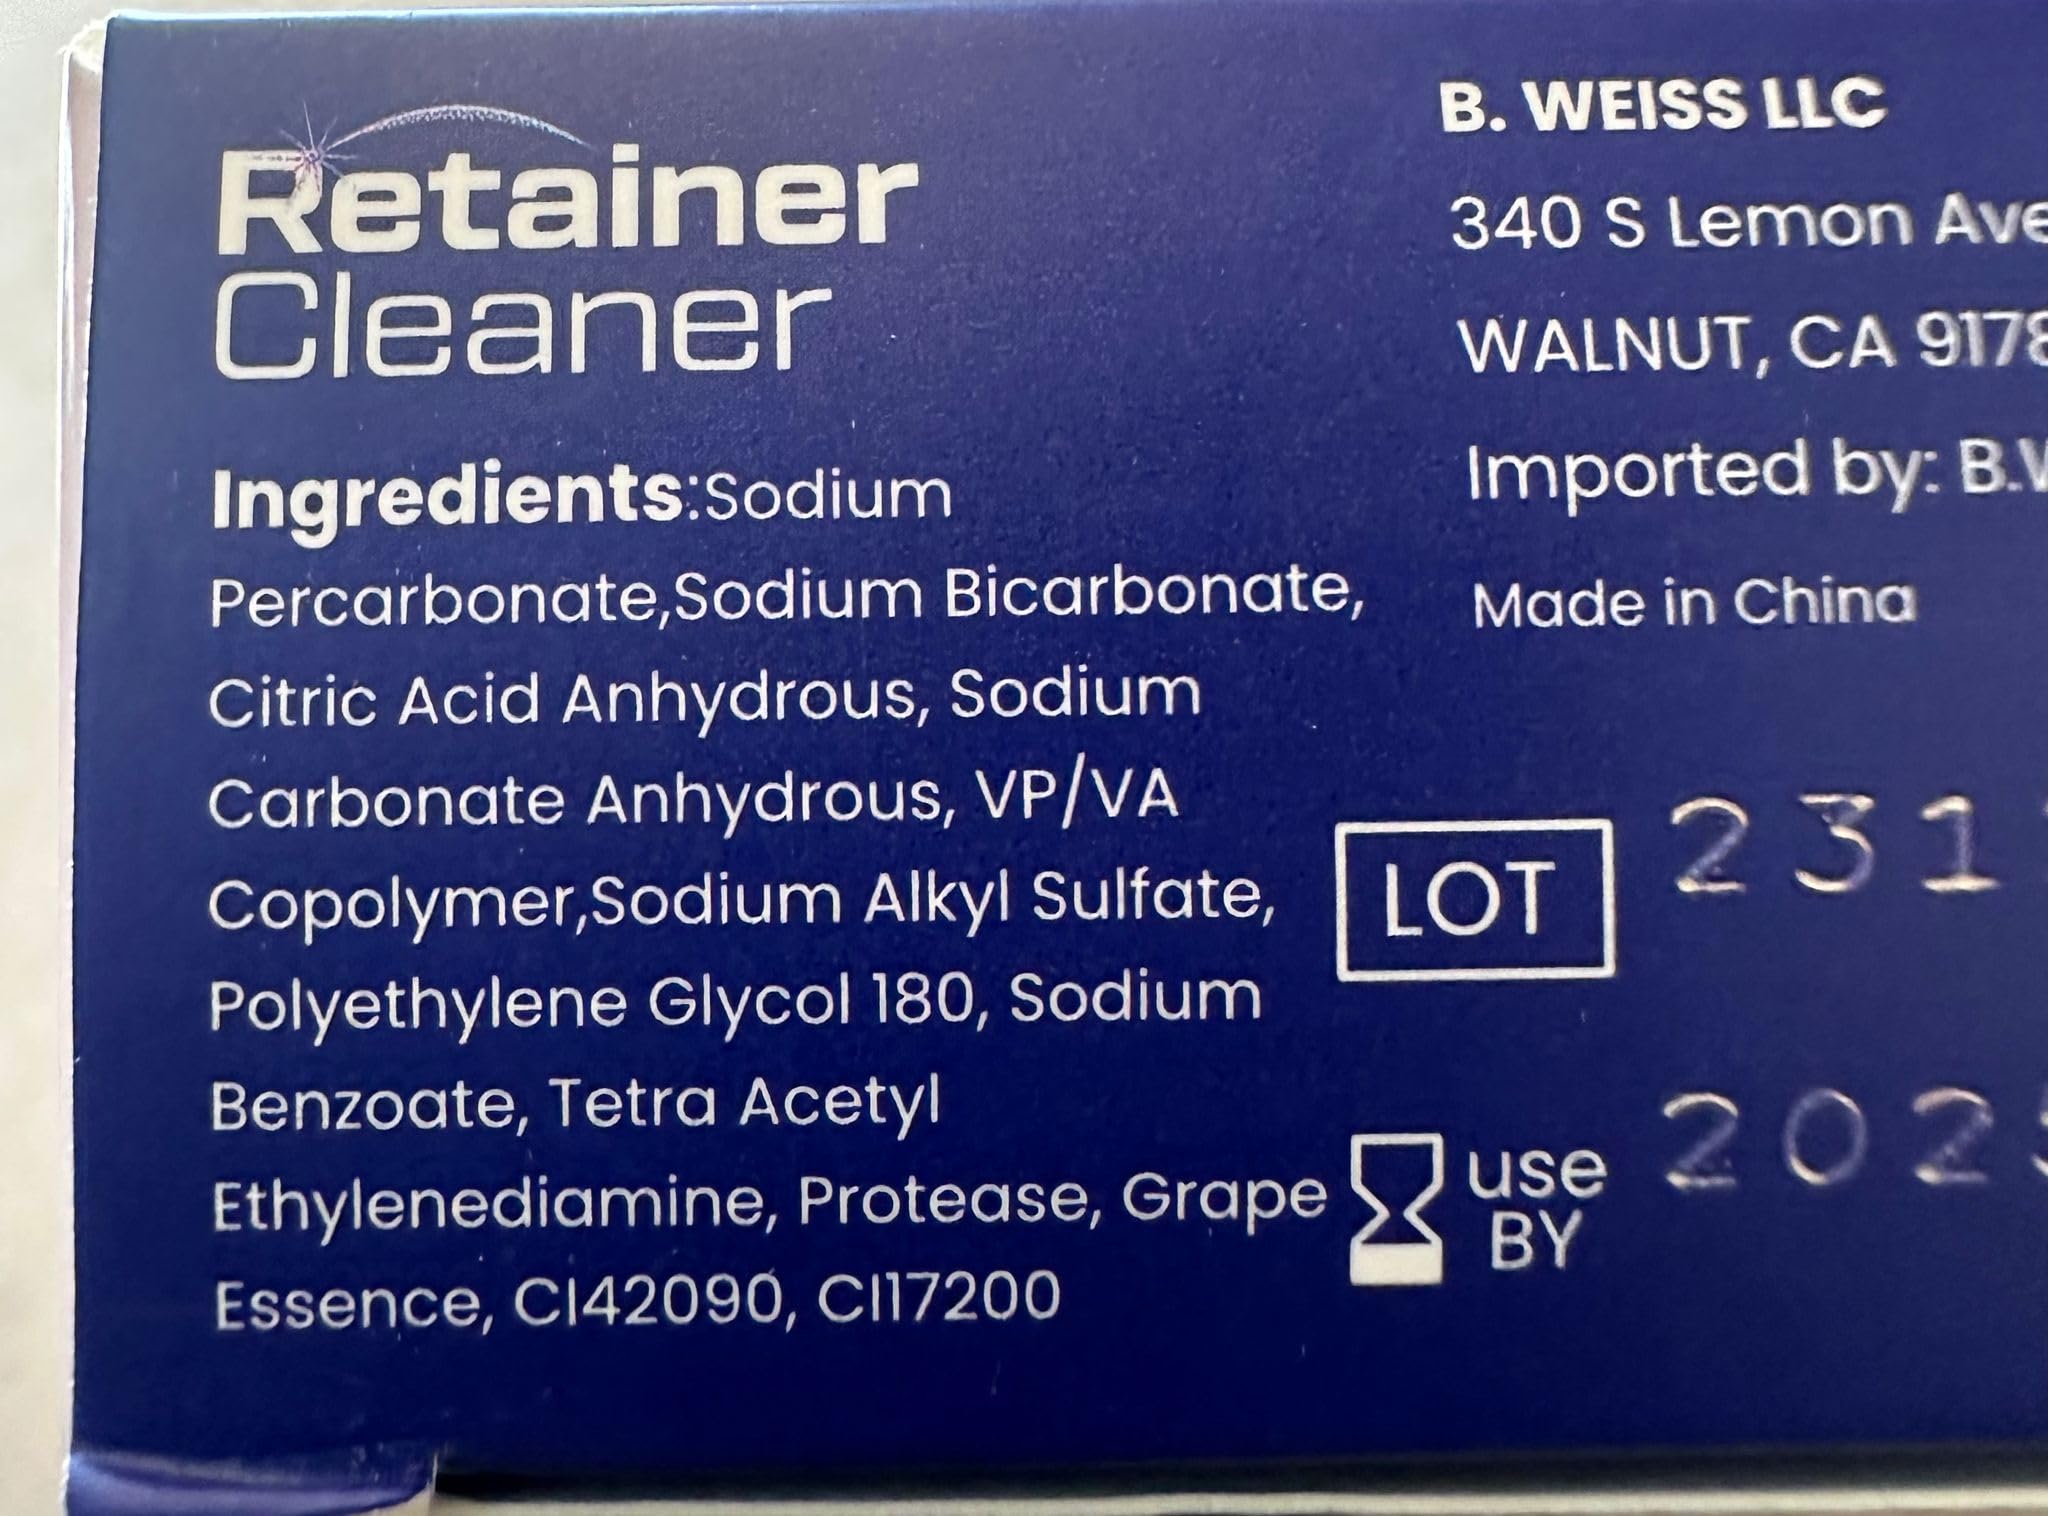 Retainer
Cleaner
Ingredients:Sodium
Percarbonate,Sodium Bicarbonate,
Citric Acid Anhydrous, Sodium
Carbonate Anhydrous, VP/VA
Copolymer,Sodium Alkyl Sulfate,
Polyethylene Glycol 180, Sodium
Benzoate, Tetra Acetyl
Ethylenediamine, Protease, Grape
Essence, CI42090, CI17200
B. WEISS LLC
340 S Lemon Ave
WALNUT, CA
Imported by:
Made in China
LOT
use
BY